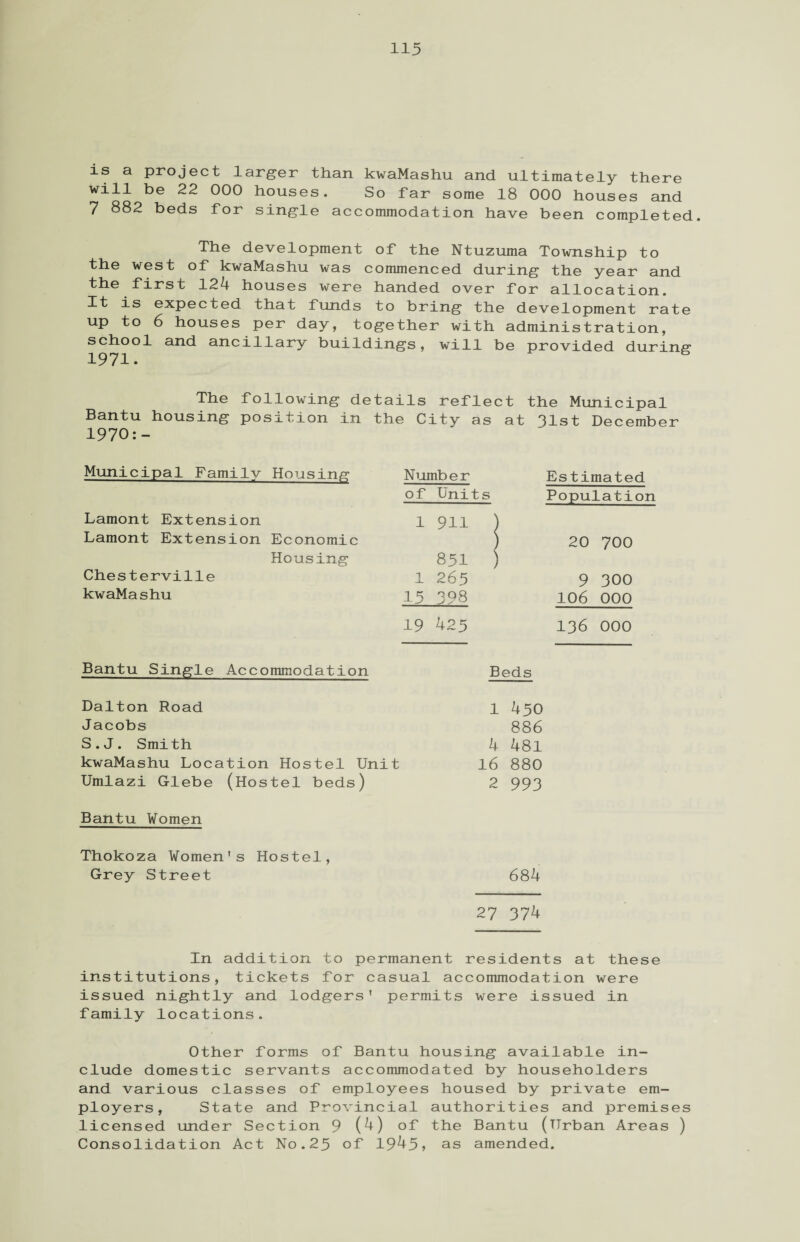 115
is a project larger than kwaMashu and ultimately there
will be 22 000 houses. So far some 18 000 houses and
7 882 beds for single accommodation have been completed.
The development of the Ntuzuma Township to
the west of kwaMashu was commenced during the year and
the first 124 houses were handed over for allocation.
It is expected that funds to bring the development rate
up to 6 houses per day, together with administration,
school and ancillary buildings, will be provided during
1971.
The following details reflect the Municipal
Bantu housing position in the City as at 31st December
1970:-
Municipal Family Housing Number Estimated
of Units Population
Lamont Extension 1 911 )
Lamont Extension Economic ) 20 700
Housing 851 )
Chesterville 1 265 9 300
kwaMashu 15 398 106 000
19 425 136 000
Bantu Single Accommodation Beds
Dalton Road 1 450
Jacobs 886
S.J. Smith 4 481
kwaMashu Location Hostel Unit 16 880
Umlazi Glebe (Hostel beds) 2 993
Bantu Women
Thokoza Women's Hostel,
Grey Street 684
27 374
In addition to permanent residents at these
institutions, tickets for casual accommodation were
issued nightly and lodgers' permits were issued in
family locations.
Other forms of Bantu housing available in-
clude domestic servants accommodated by householders
and various classes of employees housed by private em-
ployers, State and Provincial authorities and premises
licensed under Section 9 (4) of the Bantu (Urban Areas )
Consolidation Act No.25 of 1945, as amended.